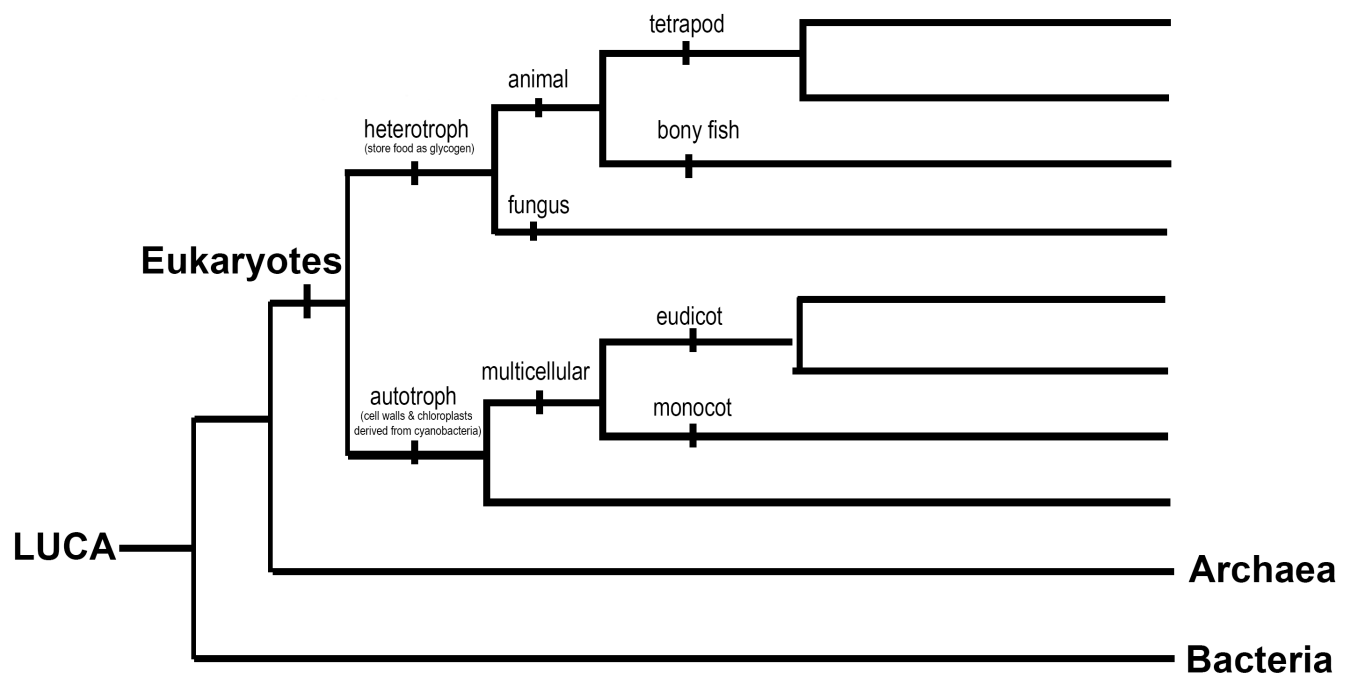 tetrapod
animal
bony fish
heterotroph
(store food as glycogen)
fungus
Eukaryotes
eudicot
multicellular
autotroph
(cell walls & chloroplasts
derived from cyanobacteria)
monocot
LUCA
Archaea
Bacteria